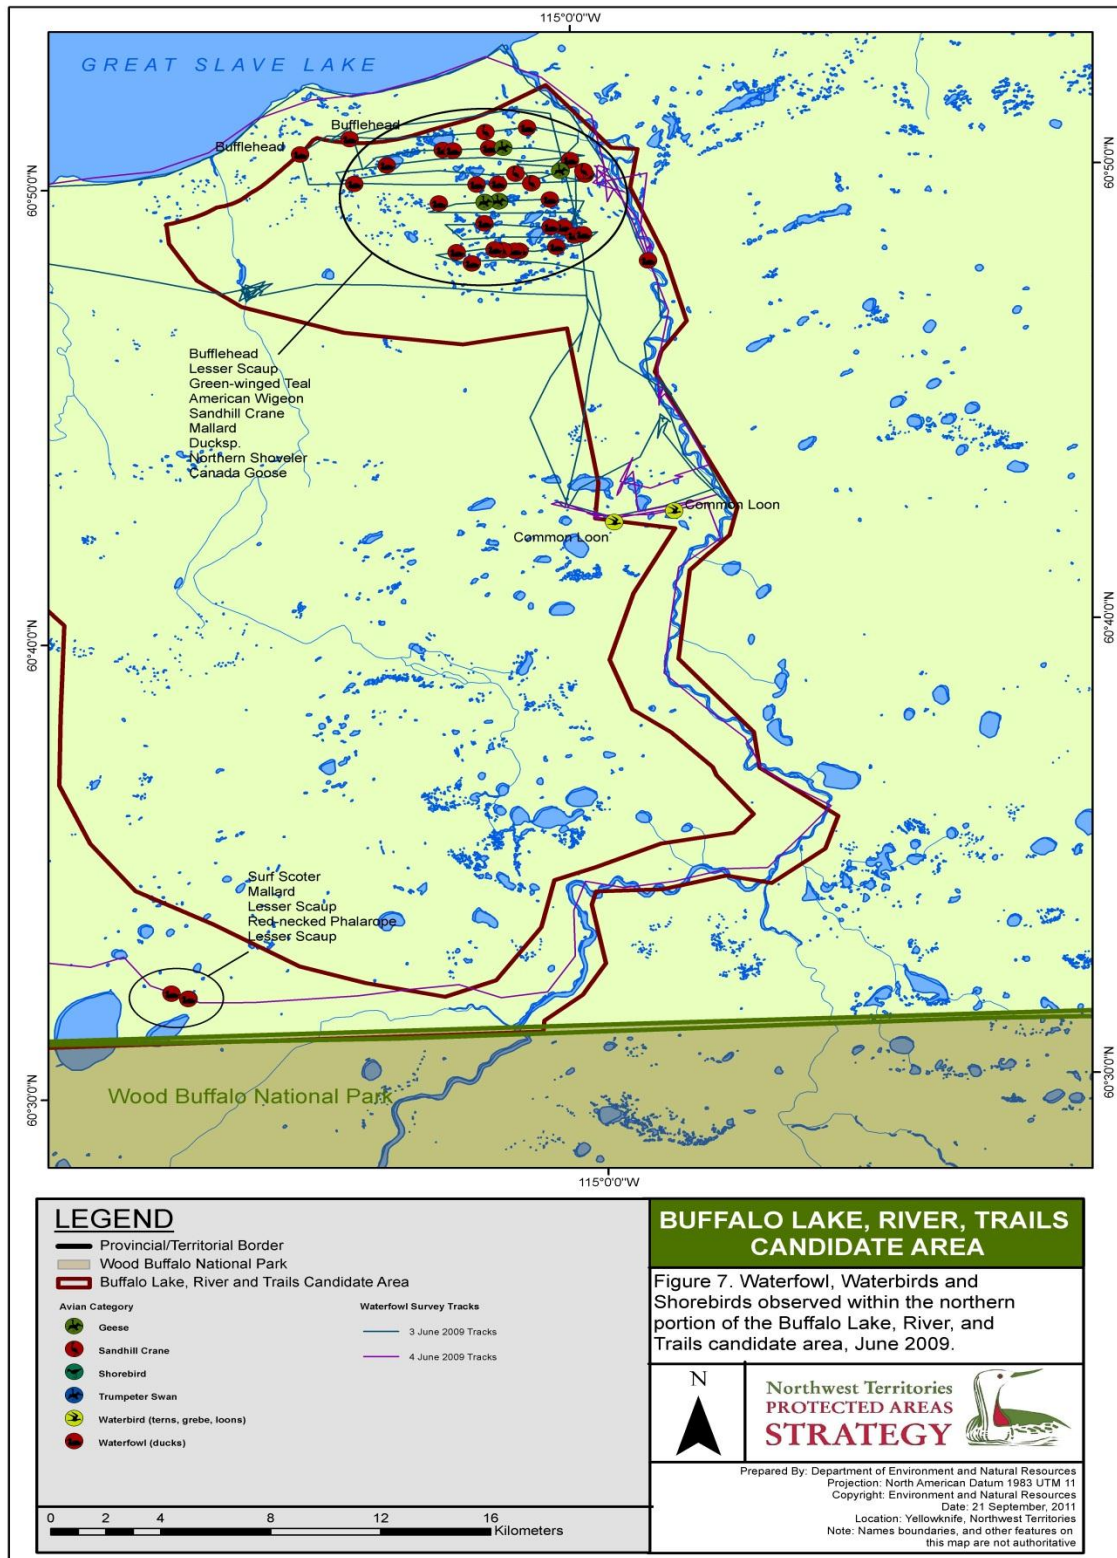 115°0'0"W
GREAT SLAVE LAKE
Bufflehead
Bufflehead
60°50'0"N
60°50'0"N
Bufflehead
Lesser Scaup
Green-winged Teal
American Wigeon
Sandhill Crane
Mallard
Ducksp.
Northern Shoveler
Canada Goose
Common Loon
Common Loon
60°40'0"N
60°40'0"N
Surf Scoter
Mallard
Lesser Scaup
Red-necked Phalarope
Lesser Scaup
60°30'0"N
60°30'0"N
Wood Buffalo National Park
115°0'0"W
LEGEND
Provincial/Territorial Border
Wood Buffalo National Park
Buffalo Lake, River and Trails Candidate Area
Avian Category
Geese
Sandhill Crane
Shorebird
Trumpeter Swan
Waterbird (terns, grebe, loons)
Waterfowl (ducks)
Waterfowl Survey Tracks
3 June 2009 Tracks
4 June 2009 Tracks
0 2 4 8 12 16
Kilometers
BUFFALO LAKE, RIVER, TRAILS
CANDIDATE AREA
Figure 7. Waterfowl, Waterbirds and
Shorebirds observed within the northern
portion of the Buffalo Lake, River, and
Trails candidate area, June 2009.
N
Northwest Territories
PROTECTED AREAS
STRATEGY
Prepared By: Department of Environment and Natural Resources
Projection: North American Datum 1983 UTM 11
Copyright: Environment and Natural Resources
Date: 21 September, 2011
Location: Yellowknife, Northwest Territories
Note: Names boundaries, and other features on
this map are not authoritative